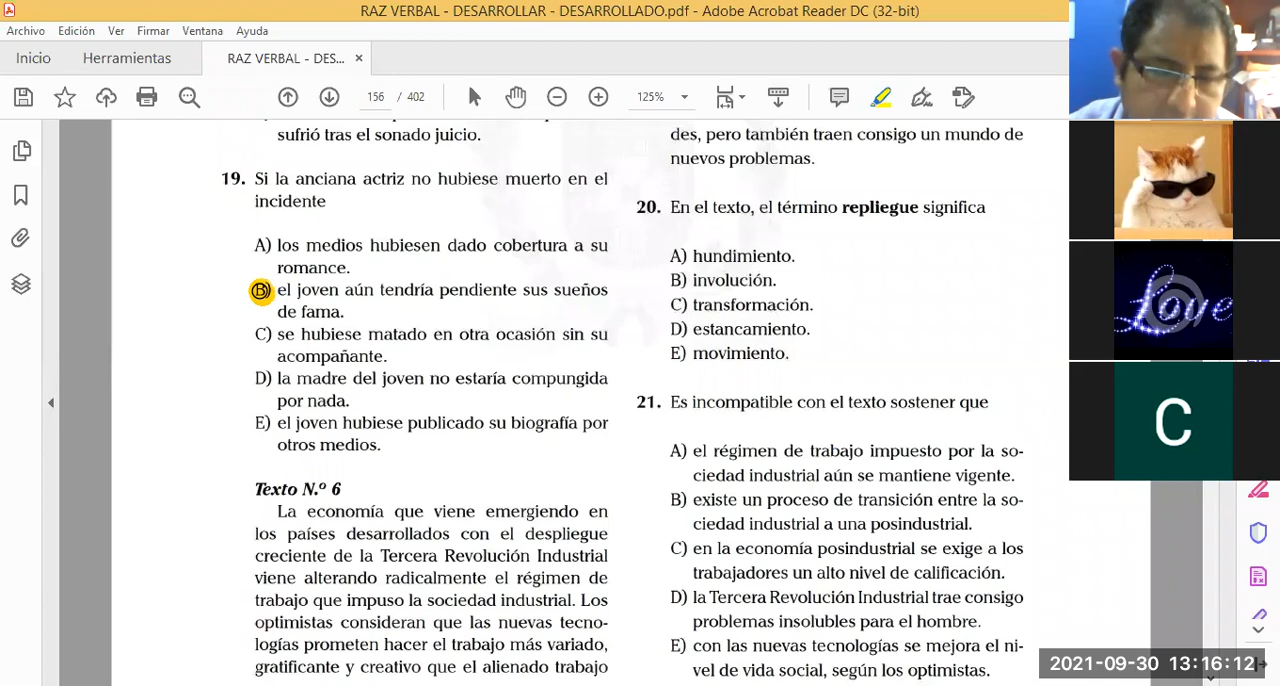 RAZ VERBAL - DESARROLLAR - DESARROLLADO.pdf - Adobe Acrobat Reader DC (32-bit)
Archivo Edición Ver Firmar Ventana Ayuda
Inicio Herramientas RAZ VERBAL - DES... ×
156 / 402 125%
sufrió tras el sonado juicio.
19. Si la anciana actriz no hubiese muerto en el
incidente
A) los medios hubiesen dado cobertura a su
romance.
B) el joven aún tendría pendiente sus sueños
de fama.
C) se hubiese matado en otra ocasión sin su
acompañante.
D) la madre del joven no estaría compungida
por nada.
E) el joven hubiese publicado su biografía por
otros medios.
Texto N.º 6
La economía que viene emergiendo en
los países desarrollados con el despliegue
creciente de la Tercera Revolución Industrial
viene alterando radicalmente el régimen de
trabajo que impuso la sociedad industrial. Los
optimistas consideran que las nuevas tecno-
logías prometen hacer el trabajo más variado,
gratificante y creativo que el alienado trabajo
des, pero también traen consigo un mundo de
nuevos problemas.
20. En el texto, el término repliegue significa
A) hundimiento.
B) involución.
C) transformación.
D) estancamiento.
E) movimiento.
21. Es incompatible con el texto sostener que
A) el régimen de trabajo impuesto por la so-
ciedad industrial aún se mantiene vigente.
B) existe un proceso de transición entre la so-
ciedad industrial a una posindustrial.
C) en la economía posindustrial se exige a los
trabajadores un alto nivel de calificación.
D) la Tercera Revolución Industrial trae consigo
problemas insolubles para el hombre.
E) con las nuevas tecnologías se mejora el ni-
vel de vida social, según los optimistas.
Love
C
2021-09-30 13:16:12